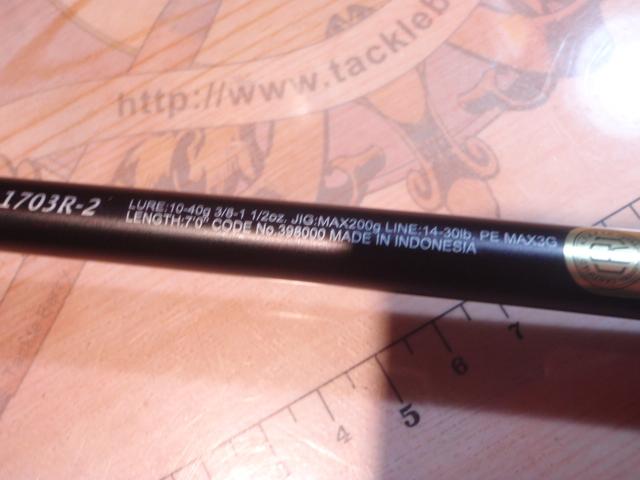 http://www.tackleb
1703R-2
LURE:10-40g 3/8-1 1/2oz. JIG:MAX200g LINE:14-30lb. PE MAX3G
LENGTH:7'0" CODE No.398000 MADE IN INDONESIA
3
4
5
6
7